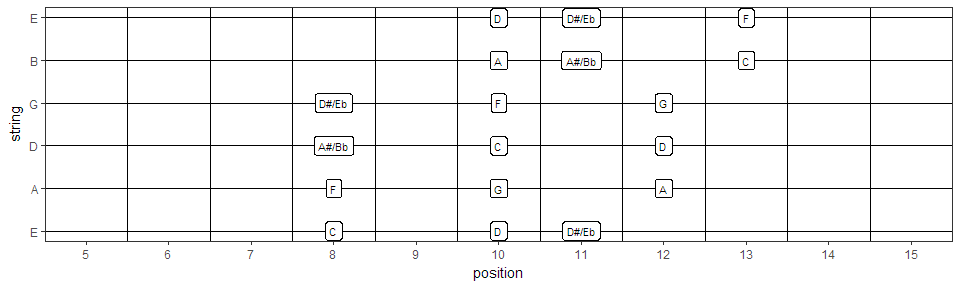 E D D#/Eb F
B A A#/Bb C
G D#/Eb F G
D A#/Bb C D
A F G A
E C D D#/Eb
string
5 6 7 8 9 10 11 12 13 14 15
position